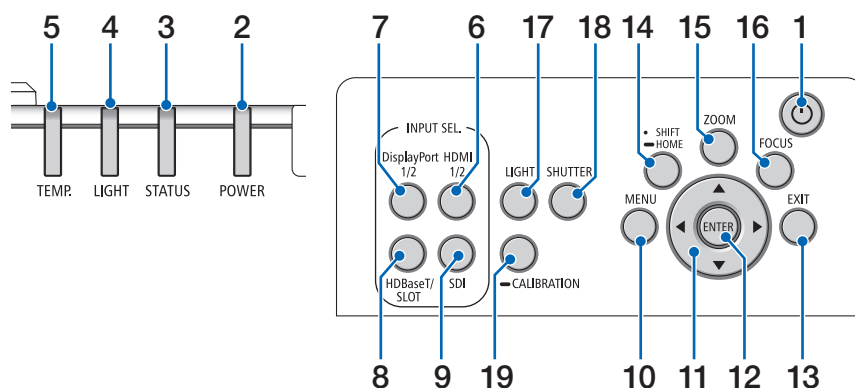 5 4 3 2
TEMP. LIGHT STATUS POWER
7 6 17 18 14 15 16 1
INPUT SEL.
DisplayPort
1/2
HDMI
1/2
LIGHT
SHUTTER
SHIFT
HOME
ZOOM
FOCUS
MENU
ENTER
EXIT
HDBaseT/
SLOT
SDI
CALIBRATION
8 9 19 10 11 12 13